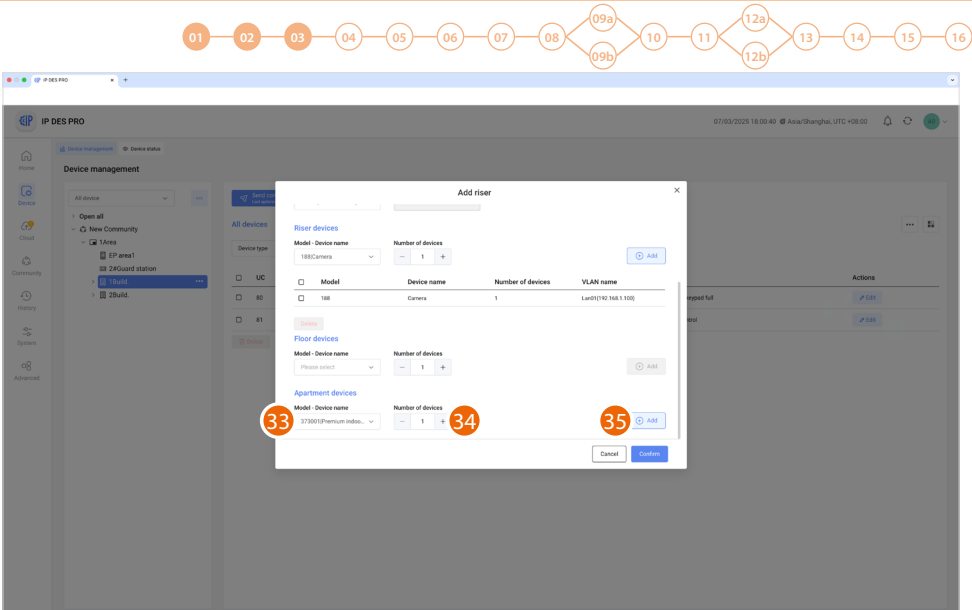 01 02 03 04 05 06 07 08 09a 09b 10 11 12a 12b 13 14 15 16
IP DES PRO × +
IP DES PRO 07/03/2025 18:09:40 Asia/Shanghai, UTC +08:00
Device management Device status
Home
Device management
Device
Cloud
Community
History
System
Advanced
All device
Open all
New Community
1Area
EP area1
2#Guard station
1Build.
2Build.
All devices
Device type
UC Actions
80 keypad full Edit
81 Edit
Delete
Add riser ×
Riser devices
Model - Device name Number of devices
188|Camera − 1 + Add
Model Device name Number of devices VLAN name
188 Camera 1 Lan01(192.168.1.100)
Delete
Floor devices
Model - Device name Number of devices
Please select − 1 + Add
Apartment devices
Model - Device name Number of devices
33 373001|Premium indoo... − 1 + 34 35 Add
Cancel Confirm